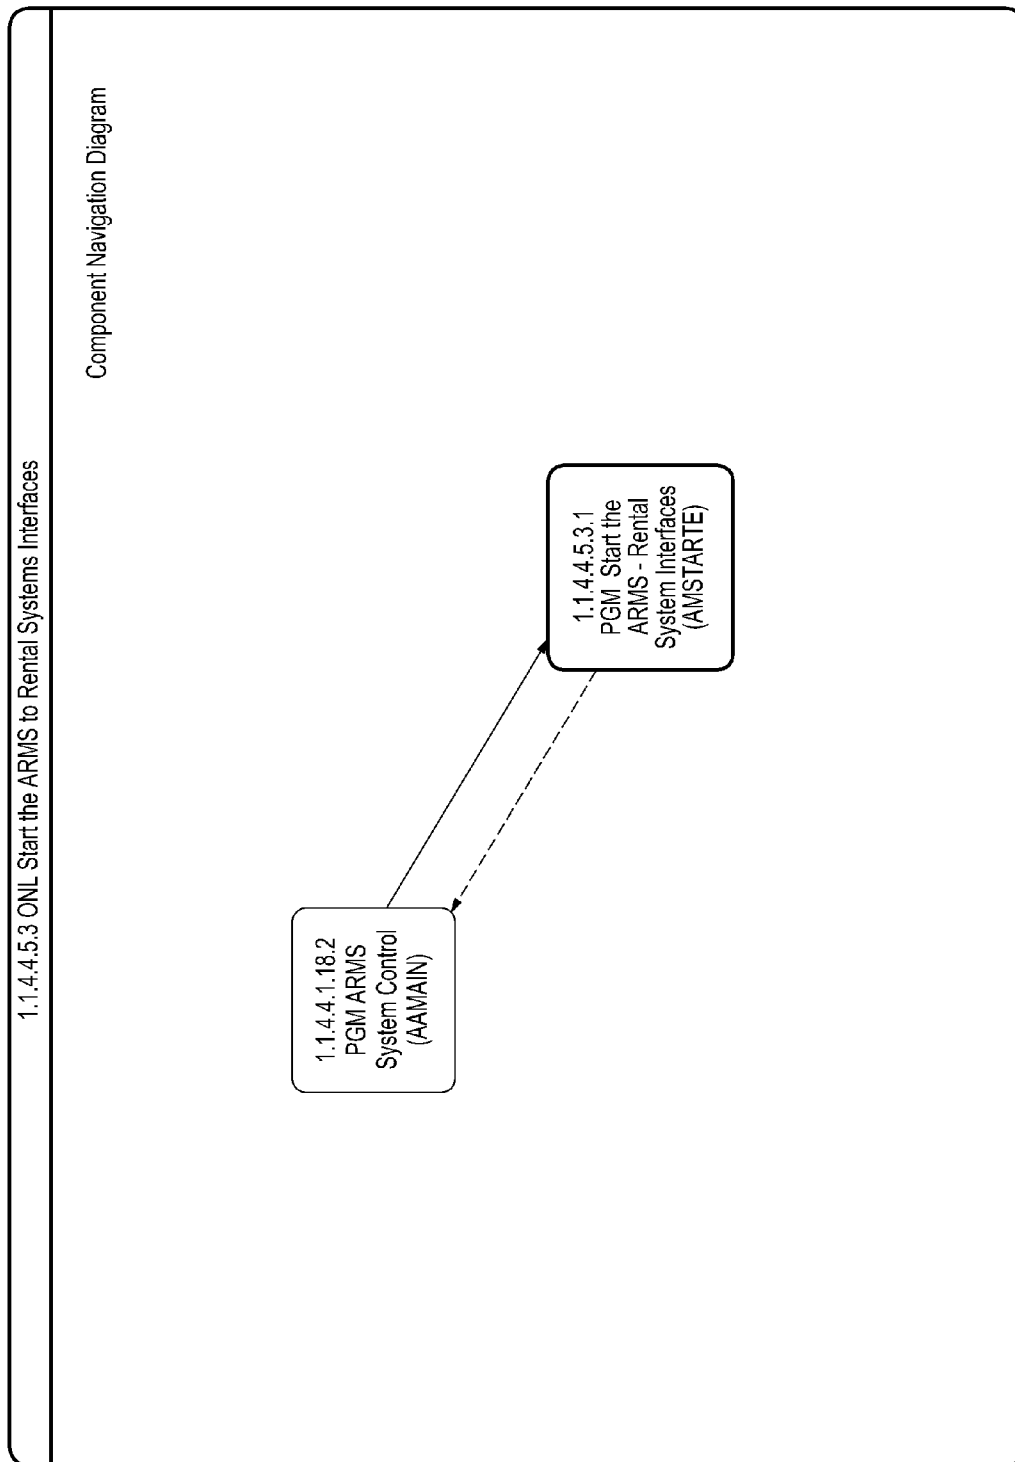 1.1.4.4.5.3 ONL Start the ARMS to Rental Systems Interfaces
Component Navigation Diagram
1.1.4.4.1.18.2
PGM ARMS
System Control
(AAMAIN)
1.1.4.4.5.3.1
PGM Start the
ARMS - Rental
System Interfaces
(AMSTARTE)